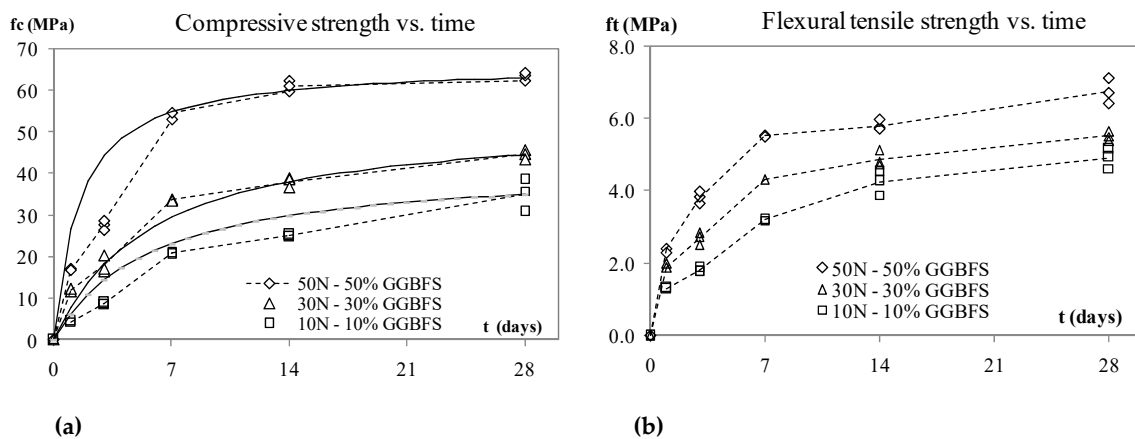 fc (MPa) Compressive strength vs. time
70
60
50
40
30
20
10
0
50N - 50% GGBFS
30N - 30% GGBFS
10N - 10% GGBFS
t (days)
0 7 14 21 28
(a)
ft (MPa) Flexural tensile strength vs. time
8.0
6.0
4.0
2.0
0.0
50N - 50% GGBFS
30N - 30% GGBFS
10N - 10% GGBFS
t (days)
0 7 14 21 28
(b)